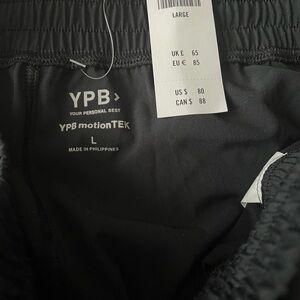 LARGE
UK £ 65
EU € 85
US $ 80
CAN $ 88
YPB>
YOUR PERSONAL BEST
YPB motionTEK
L
MADE IN PHILIPPINES